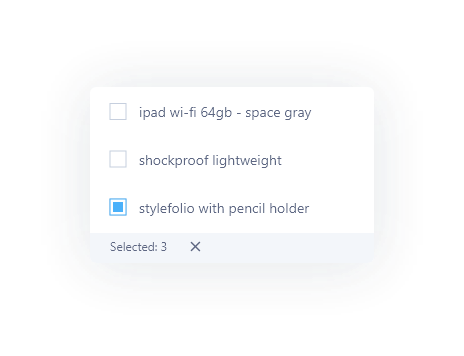 ipad wi-fi 64gb - space gray
shockproof lightweight
stylefolio with pencil holder
Selected: 3